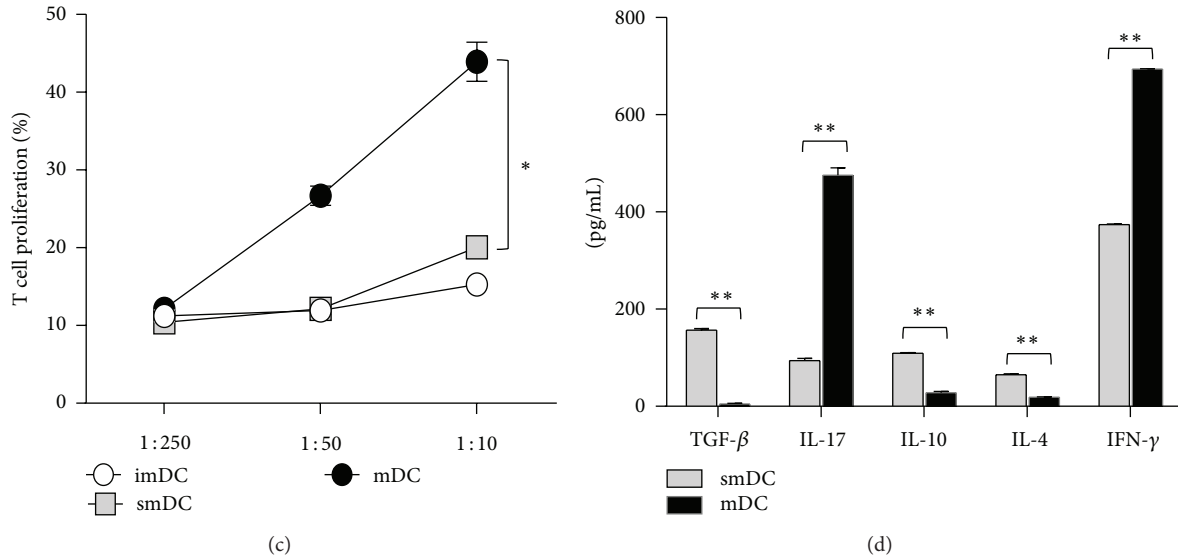 50
40
30
20
10
0
T cell proliferation (%)
*
1:250 1:50 1:10
imDC mDC
smDC
(c)
800
600
400
200
0
(pg/mL)
** ** ** ** **
TGF-β IL-17 IL-10 IL-4 IFN-γ
smDC
mDC
(d)